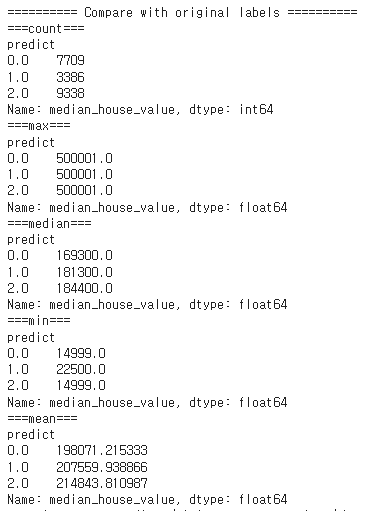 ========== Compare with original labels ==========
===count===
predict
0.0    7709
1.0    3386
2.0    9338
Name: median_house_value, dtype: int64
===max===
predict
0.0    500001.0
1.0    500001.0
2.0    500001.0
Name: median_house_value, dtype: float64
===median===
predict
0.0    169300.0
1.0    181300.0
2.0    184400.0
Name: median_house_value, dtype: float64
===min===
predict
0.0    14999.0
1.0    22500.0
2.0    14999.0
Name: median_house_value, dtype: float64
===mean===
predict
0.0    198071.215333
1.0    207559.938866
2.0    214843.810987
Name: median_house_value, dtype: float64